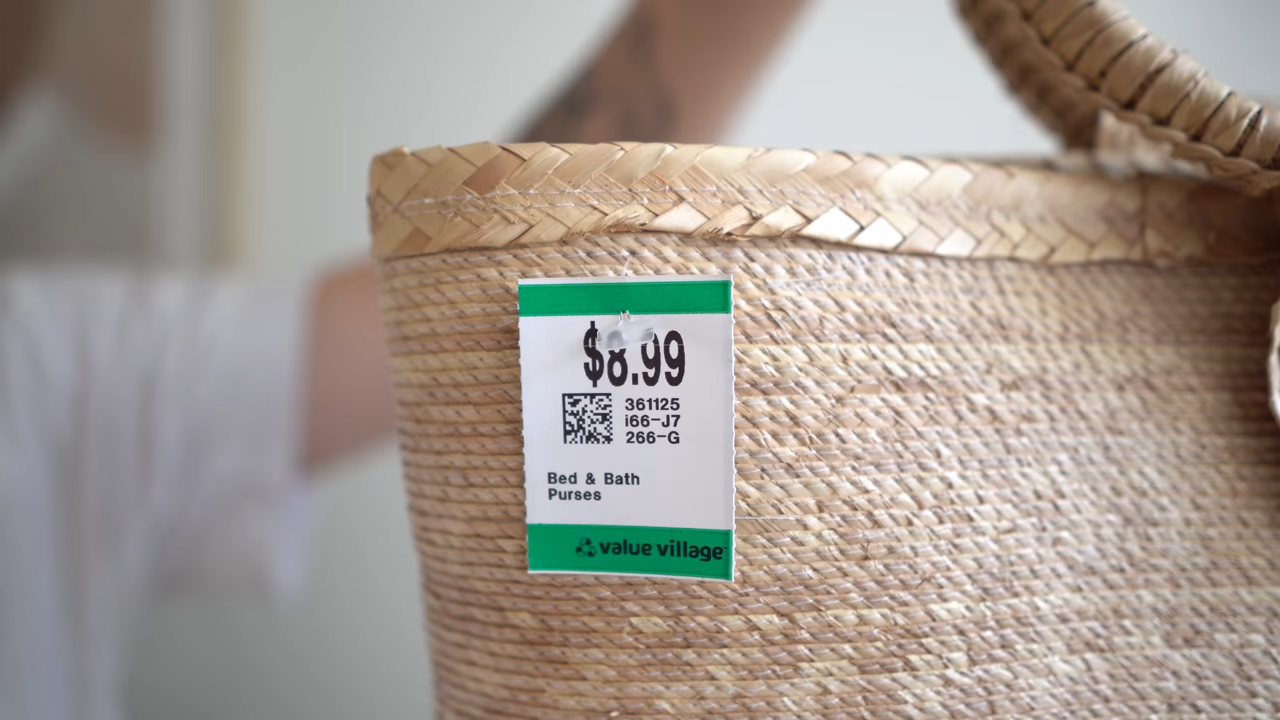 $8.99
361125
i66-J7
266-G
Bed & Bath
Purses
value village